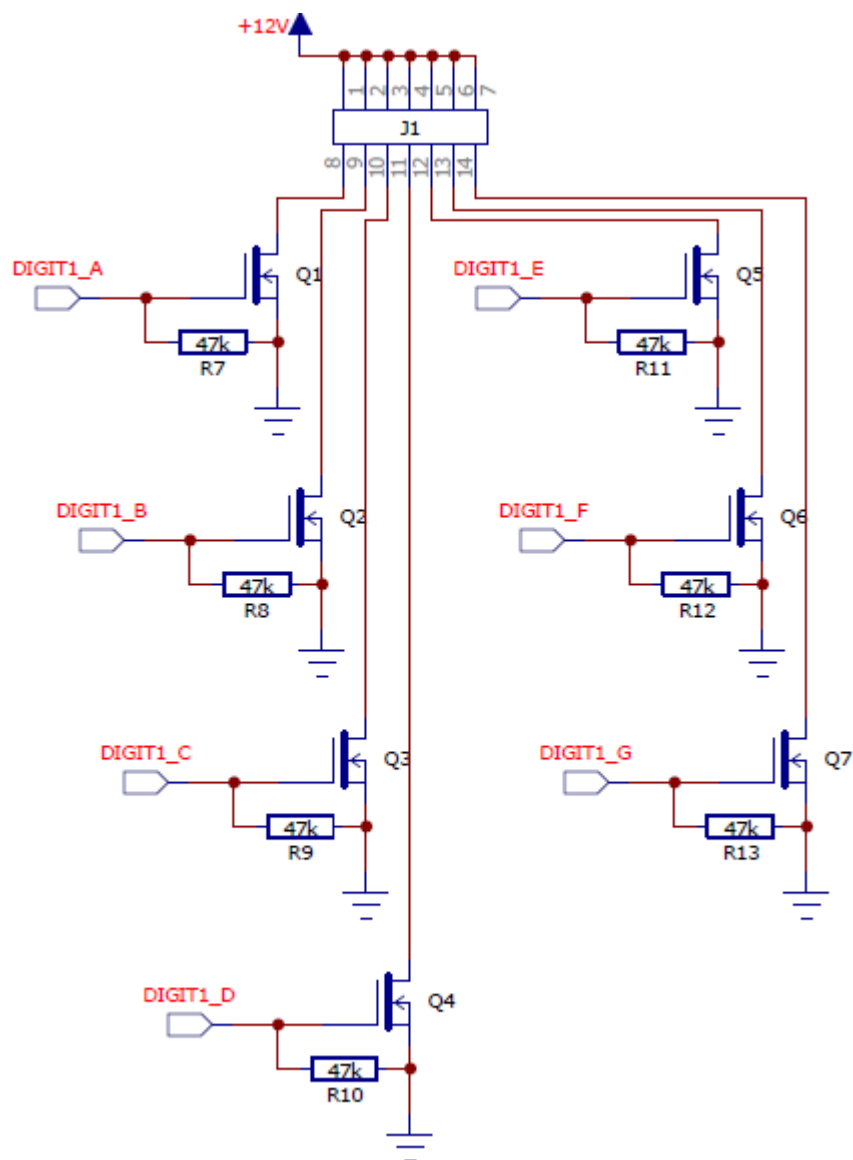 +12V
1 2 3 4 5 6 7
J1
8 9 10 11 12 13 14
DIGIT1_A
Q1
47k
R7
DIGIT1_E
Q5
47k
R11
DIGIT1_B
Q2
47k
R8
DIGIT1_F
Q6
47k
R12
DIGIT1_C
Q3
47k
R9
DIGIT1_G
Q7
47k
R13
DIGIT1_D
Q4
47k
R10